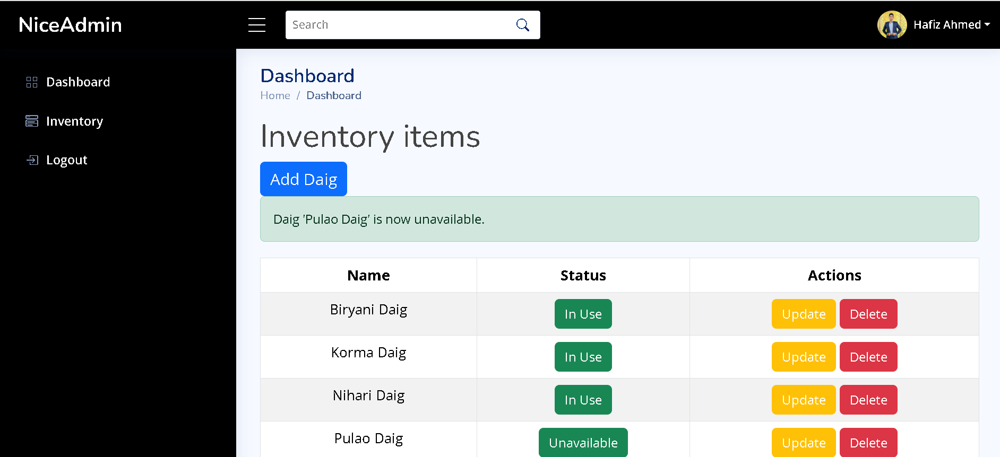 NiceAdmin
Search
Hafiz Ahmed
Dashboard
Inventory
Logout
Dashboard
Home / Dashboard
Inventory items
Add Daig
Daig 'Pulao Daig' is now unavailable.
Name Status Actions
Biryani Daig In Use Update Delete
Korma Daig In Use Update Delete
Nihari Daig In Use Update Delete
Pulao Daig Unavailable Update Delete